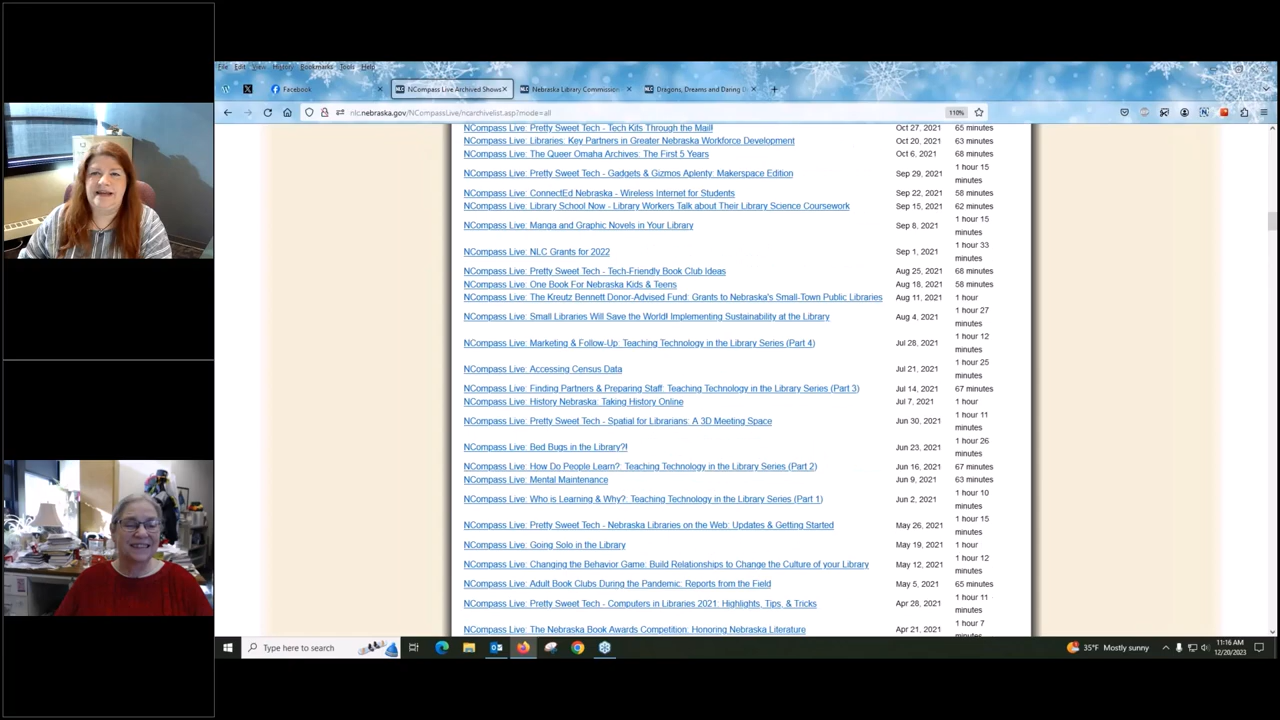 File Edit View History Bookmarks Tools Help
Facebook × NCompass Live Archived Shows × Nebraska Library Commission × Dragons, Dreams and Daring × +
nlc.nebraska.gov/NCompassLive/ncarchivelist.asp?mode=all 110%
NCompass Live: Pretty Sweet Tech - Tech Kits Through the Mail! Oct 27, 2021 65 minutes
NCompass Live: Libraries: Key Partners in Greater Nebraska Workforce Development Oct 20, 2021 63 minutes
NCompass Live: The Queer Omaha Archives: The First 5 Years Oct 6, 2021 68 minutes
NCompass Live: Pretty Sweet Tech - Gadgets & Gizmos Aplenty: Makerspace Edition Sep 29, 2021 1 hour 15 minutes
NCompass Live: ConnectEd Nebraska - Wireless Internet for Students Sep 22, 2021 58 minutes
NCompass Live: Library School Now - Library Workers Talk about Their Library Science Coursework Sep 15, 2021 62 minutes
NCompass Live: Manga and Graphic Novels in Your Library Sep 8, 2021 1 hour 15 minutes
NCompass Live: NLC Grants for 2022 Sep 1, 2021 1 hour 33 minutes
NCompass Live: Pretty Sweet Tech - Tech-Friendly Book Club Ideas Aug 25, 2021 68 minutes
NCompass Live: One Book For Nebraska Kids & Teens Aug 18, 2021 58 minutes
NCompass Live: The Kreutz Bennett Donor-Advised Fund: Grants to Nebraska's Small-Town Public Libraries Aug 11, 2021 1 hour
NCompass Live: Small Libraries Will Save the World! Implementing Sustainability at the Library Aug 4, 2021 1 hour 27 minutes
NCompass Live: Marketing & Follow-Up: Teaching Technology in the Library Series (Part 4) Jul 28, 2021 1 hour 12 minutes
NCompass Live: Accessing Census Data Jul 21, 2021 1 hour 25 minutes
NCompass Live: Finding Partners & Preparing Staff: Teaching Technology in the Library Series (Part 3) Jul 14, 2021 67 minutes
NCompass Live: History Nebraska: Taking History Online Jul 7, 2021 1 hour
NCompass Live: Pretty Sweet Tech - Spatial for Librarians: A 3D Meeting Space Jun 30, 2021 1 hour 11 minutes
NCompass Live: Bed Bugs in the Library?! Jun 23, 2021 1 hour 26 minutes
NCompass Live: How Do People Learn?: Teaching Technology in the Library Series (Part 2) Jun 16, 2021 67 minutes
NCompass Live: Mental Maintenance Jun 9, 2021 63 minutes
NCompass Live: Who is Learning & Why?: Teaching Technology in the Library Series (Part 1) Jun 2, 2021 1 hour 10 minutes
NCompass Live: Pretty Sweet Tech - Nebraska Libraries on the Web: Updates & Getting Started May 26, 2021 1 hour 15 minutes
NCompass Live: Going Solo in the Library May 19, 2021 1 hour
NCompass Live: Changing the Behavior Game: Build Relationships to Change the Culture of your Library May 12, 2021 1 hour 12 minutes
NCompass Live: Adult Book Clubs During the Pandemic: Reports from the Field May 5, 2021 65 minutes
NCompass Live: Pretty Sweet Tech - Computers in Libraries 2021: Highlights, Tips, & Tricks Apr 28, 2021 1 hour 11 minutes
NCompass Live: The Nebraska Book Awards Competition: Honoring Nebraska Literature Apr 21, 2021 1 hour 7 minutes
Type here to search 35°F Mostly sunny 11:16 AM
12/20/2023